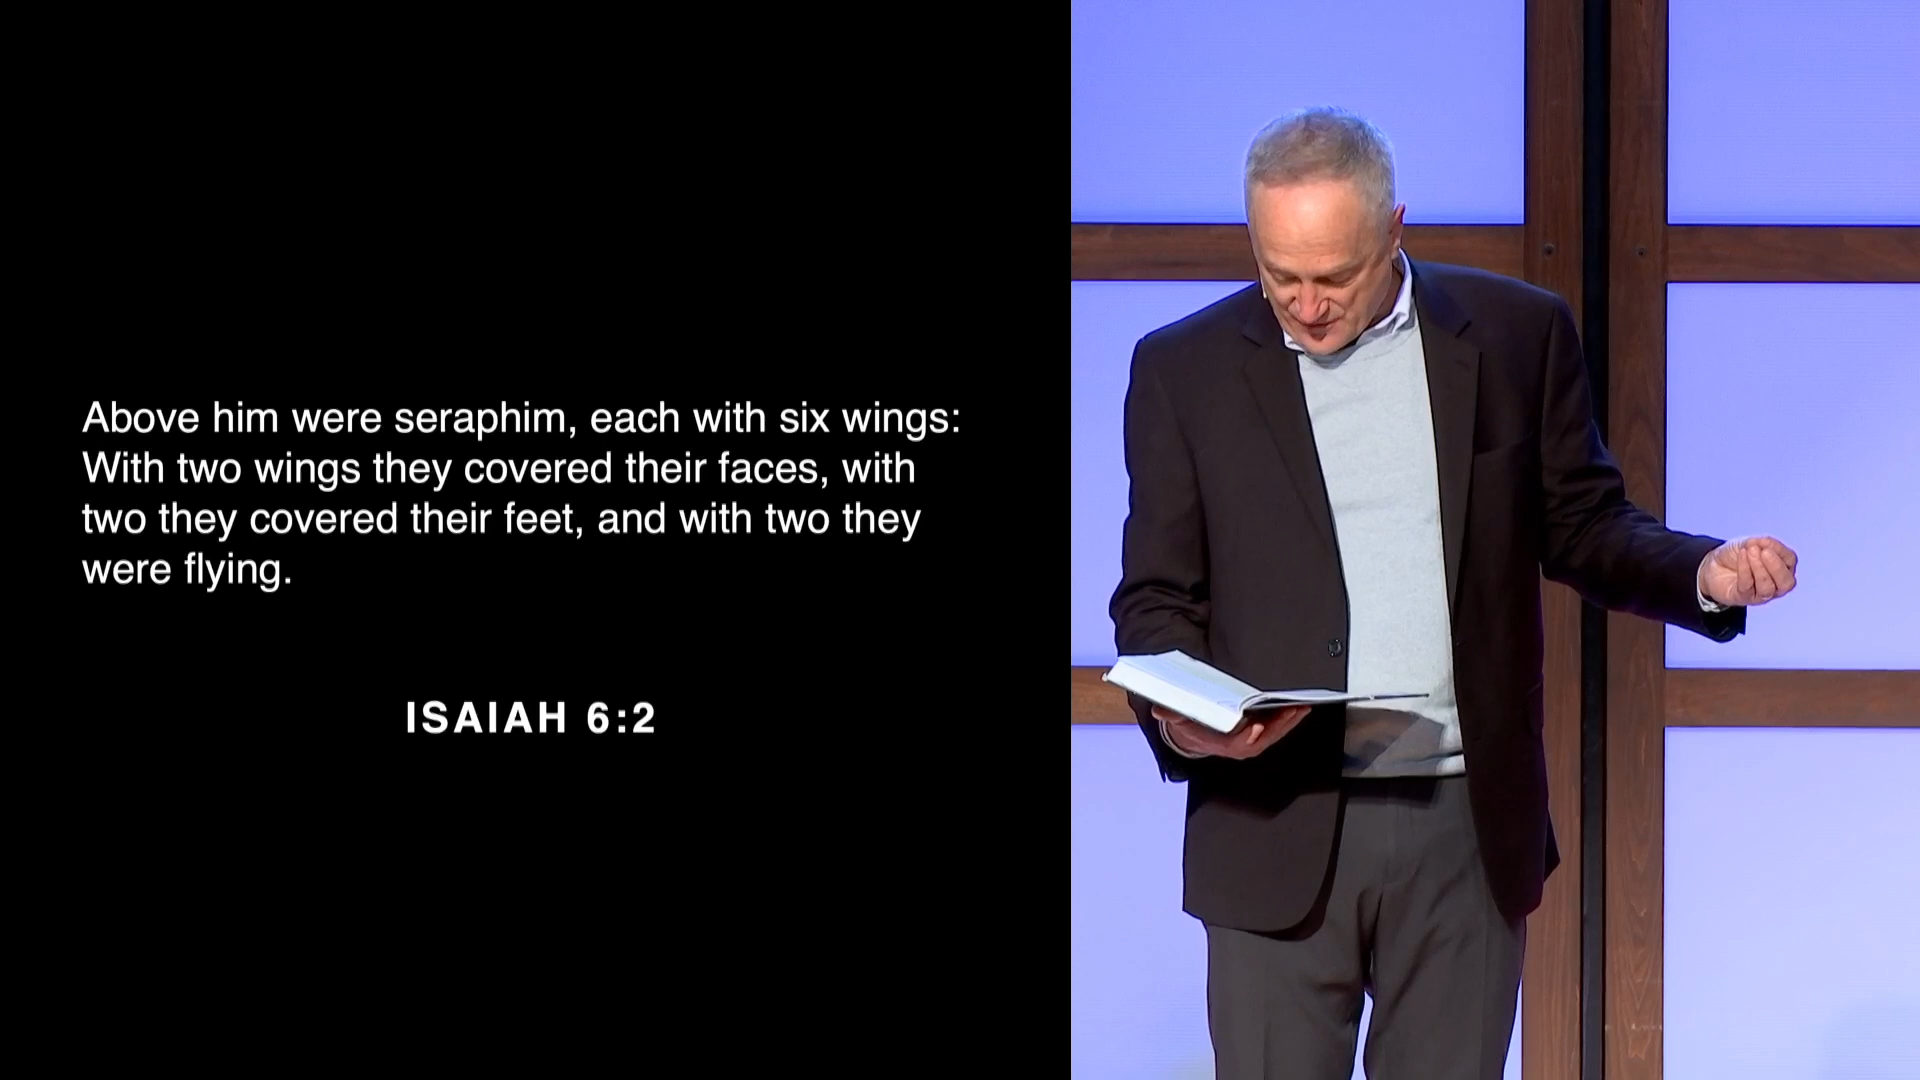 Above him were seraphim, each with six wings:
With two wings they covered their faces, with
two they covered their feet, and with two they
were flying.
ISAIAH 6:2